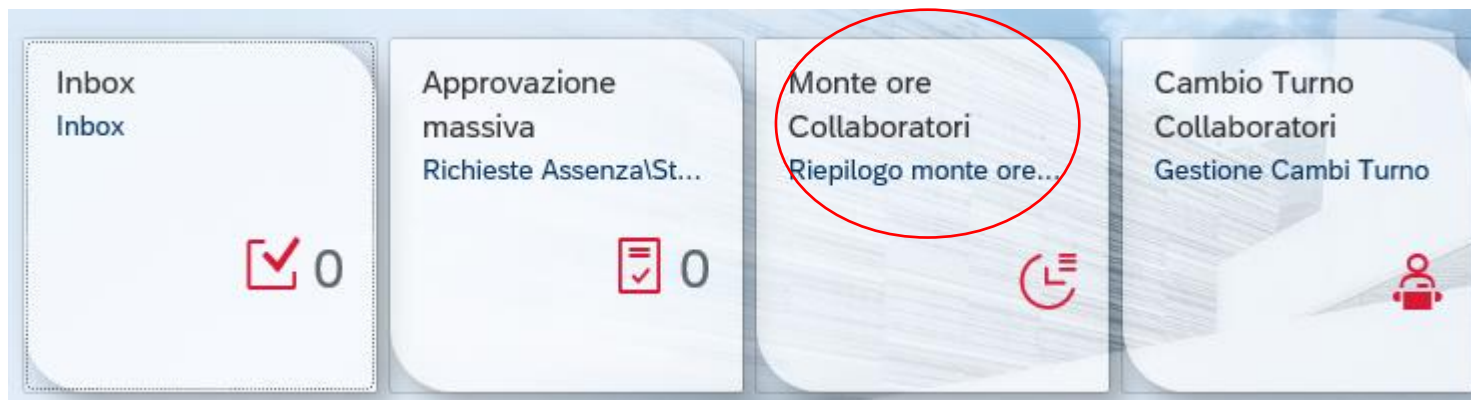 Inbox
Inbox
0
Approvazione
massiva
Richieste Assenza\St...
0
Monte ore
Collaboratori
Riepilogo monte ore...
Cambio Turno
Collaboratori
Gestione Cambi Turno